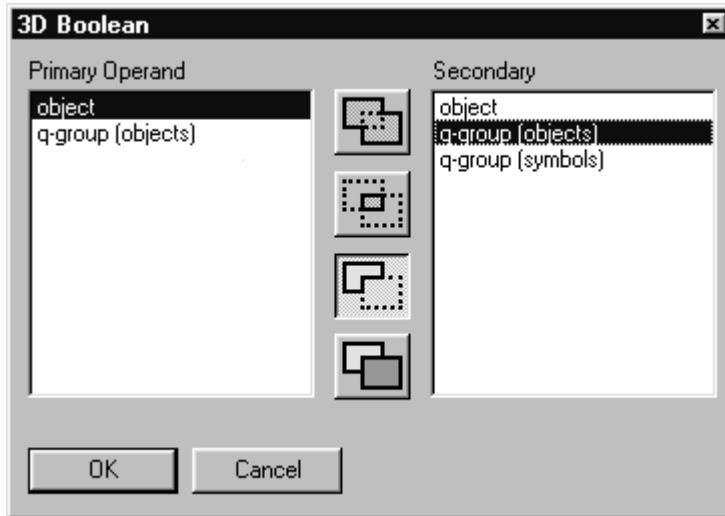 3D Boolean
Primary Operand
object
q-group (objects)
Secondary
object
q-group (objects)
q-group (symbols)
OK
Cancel